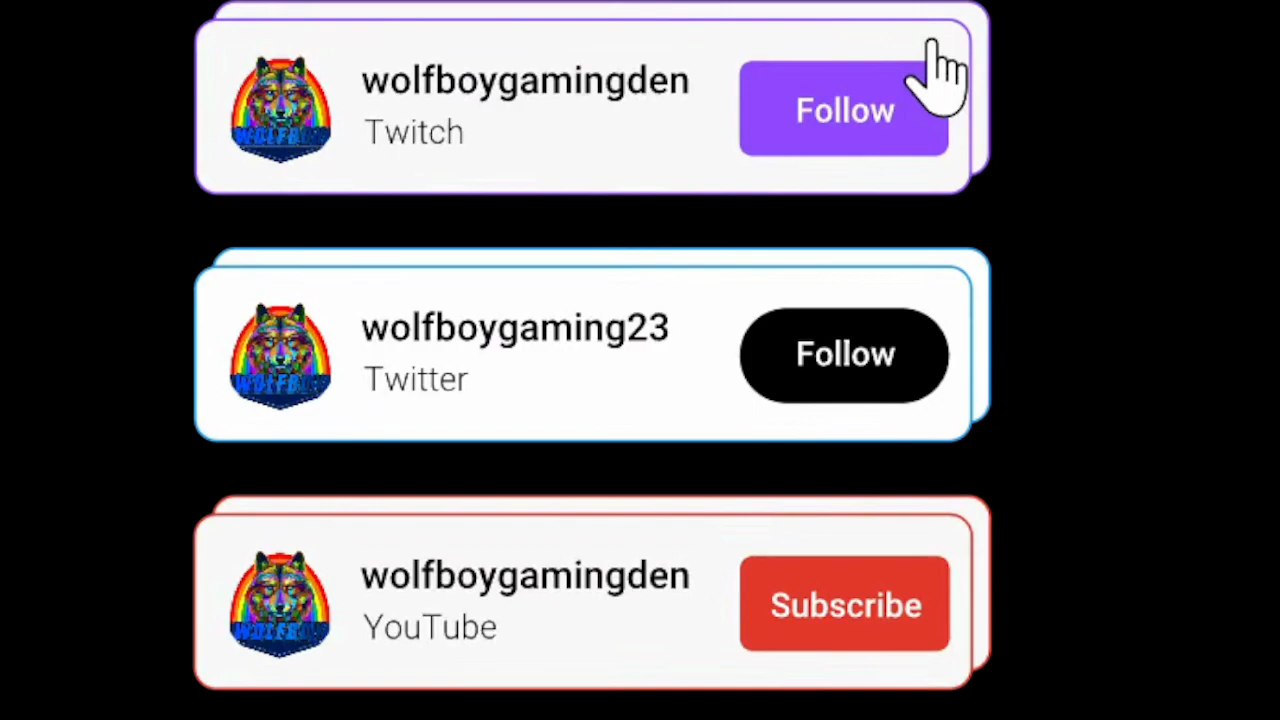 wolfboygamingden
Twitch
Follow
wolfboygaming23
Twitter
Follow
wolfboygamingden
YouTube
Subscribe